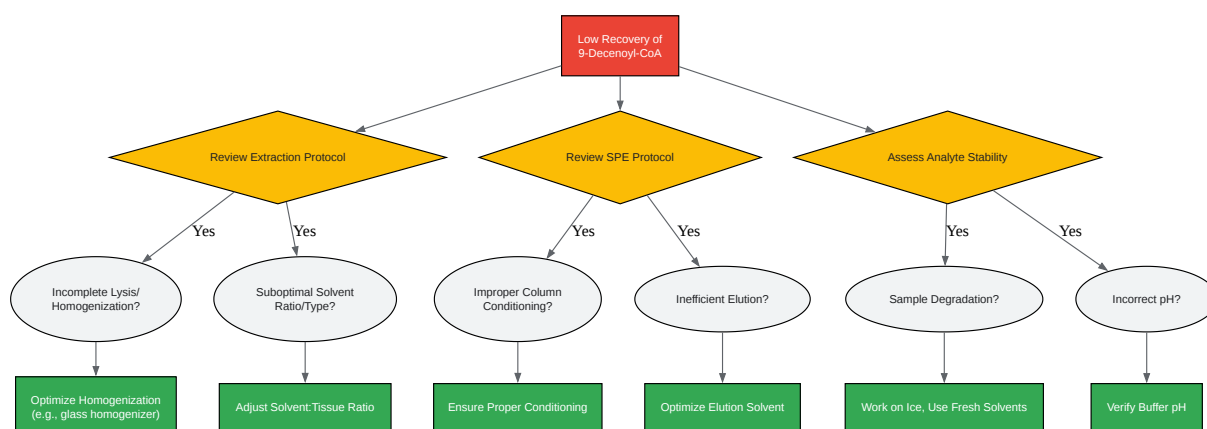 Low Recovery of
9-Decenoyl-CoA
Review Extraction Protocol
Review SPE Protocol
Assess Analyte Stability
Yes
Yes
Yes
Yes
Yes
Yes
Incomplete Lysis/
Homogenization?
Suboptimal Solvent
Ratio/Type?
Improper Column
Conditioning?
Inefficient Elution?
Sample Degradation?
Incorrect pH?
Optimize Homogenization
(e.g., glass homogenizer)
Adjust Solvent:Tissue Ratio
Ensure Proper Conditioning
Optimize Elution Solvent
Work on Ice, Use Fresh Solvents
Verify Buffer pH